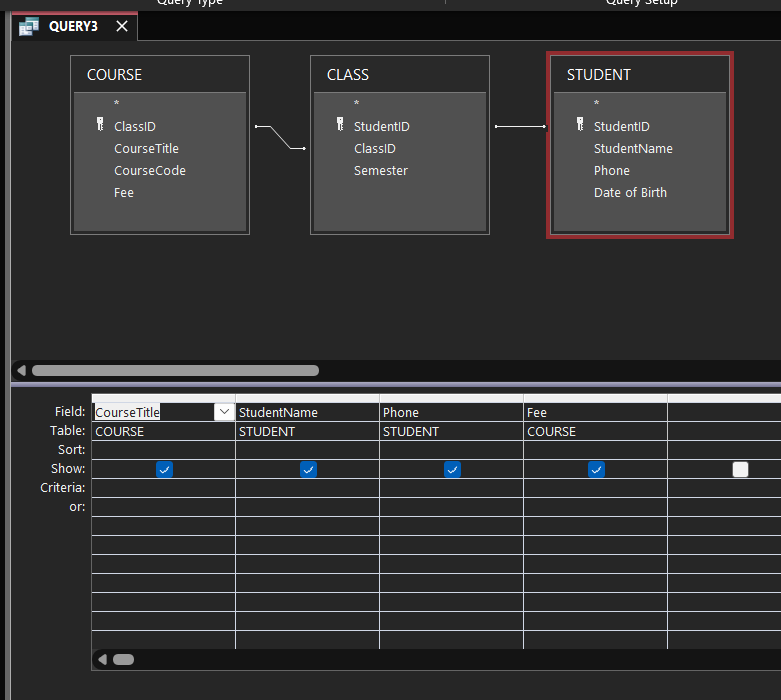 Query Type Query Setup
QUERY3
COURSE
*
ClassID
CourseTitle
CourseCode
Fee
CLASS
*
StudentID
ClassID
Semester
STUDENT
*
StudentID
StudentName
Phone
Date of Birth
Field: CourseTitle StudentName Phone Fee
Table: COURSE STUDENT STUDENT COURSE
Sort:
Show:
Criteria:
or: